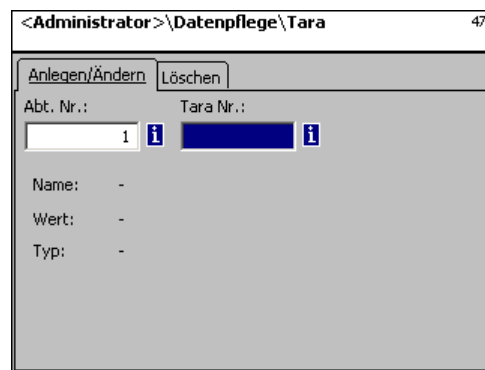 <Administrator>\Datenpflege\Tara 47
Anlegen/Ändern Löschen
Abt. Nr.: Tara Nr.:
1 i i
Name: -
Wert: -
Typ: -